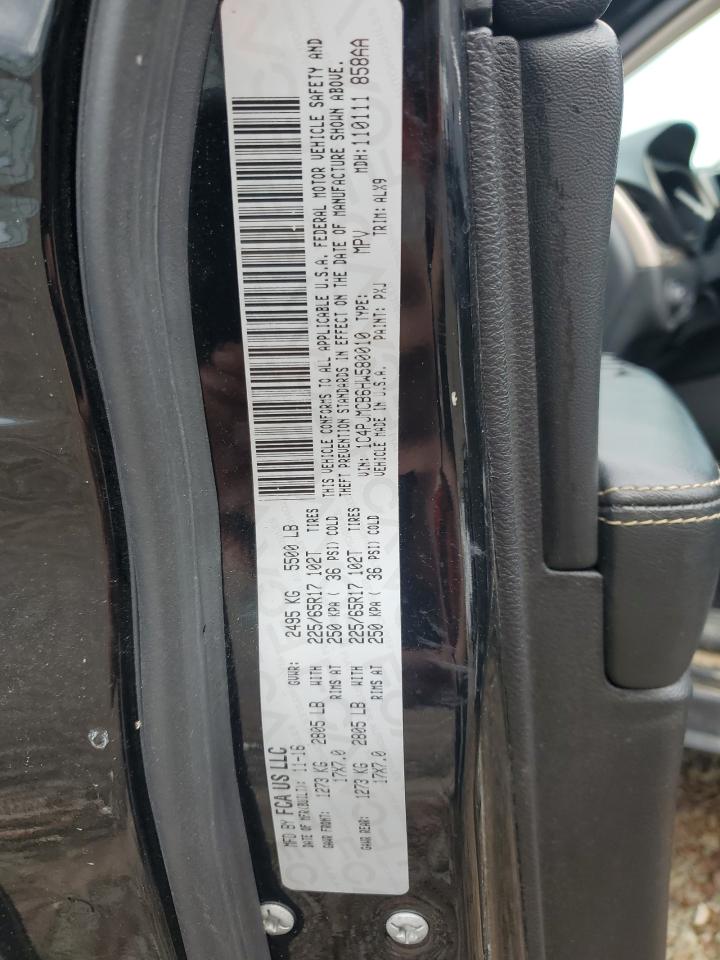 MFD BY FCA US LLC
DATE OF MFR(BUILT): 11-16 GVWR: 2495 KG 5500 LB
GAWR FRONT: 1273 KG 2805 LB WITH 225/65R17 102T TIRES
17X7.0 RIMS AT 250 KPA ( 36 PSI) COLD
GAWR REAR: 1273 KG 2805 LB WITH 225/65R17 102T TIRES
17X7.0 RIMS AT 250 KPA ( 36 PSI) COLD
THIS VEHICLE CONFORMS TO ALL APPLICABLE U.S.A. FEDERAL MOTOR VEHICLE SAFETY AND
THEFT PREVENTION STANDARDS IN EFFECT ON THE DATE OF MANUFACTURE SHOWN ABOVE.
VIN: 1C4PJMCB6HW580010 TYPE: MPV MDH:110111 858AA
VEHICLE MADE IN U.S.A. PAINT: PXJ TRIM:ALX9